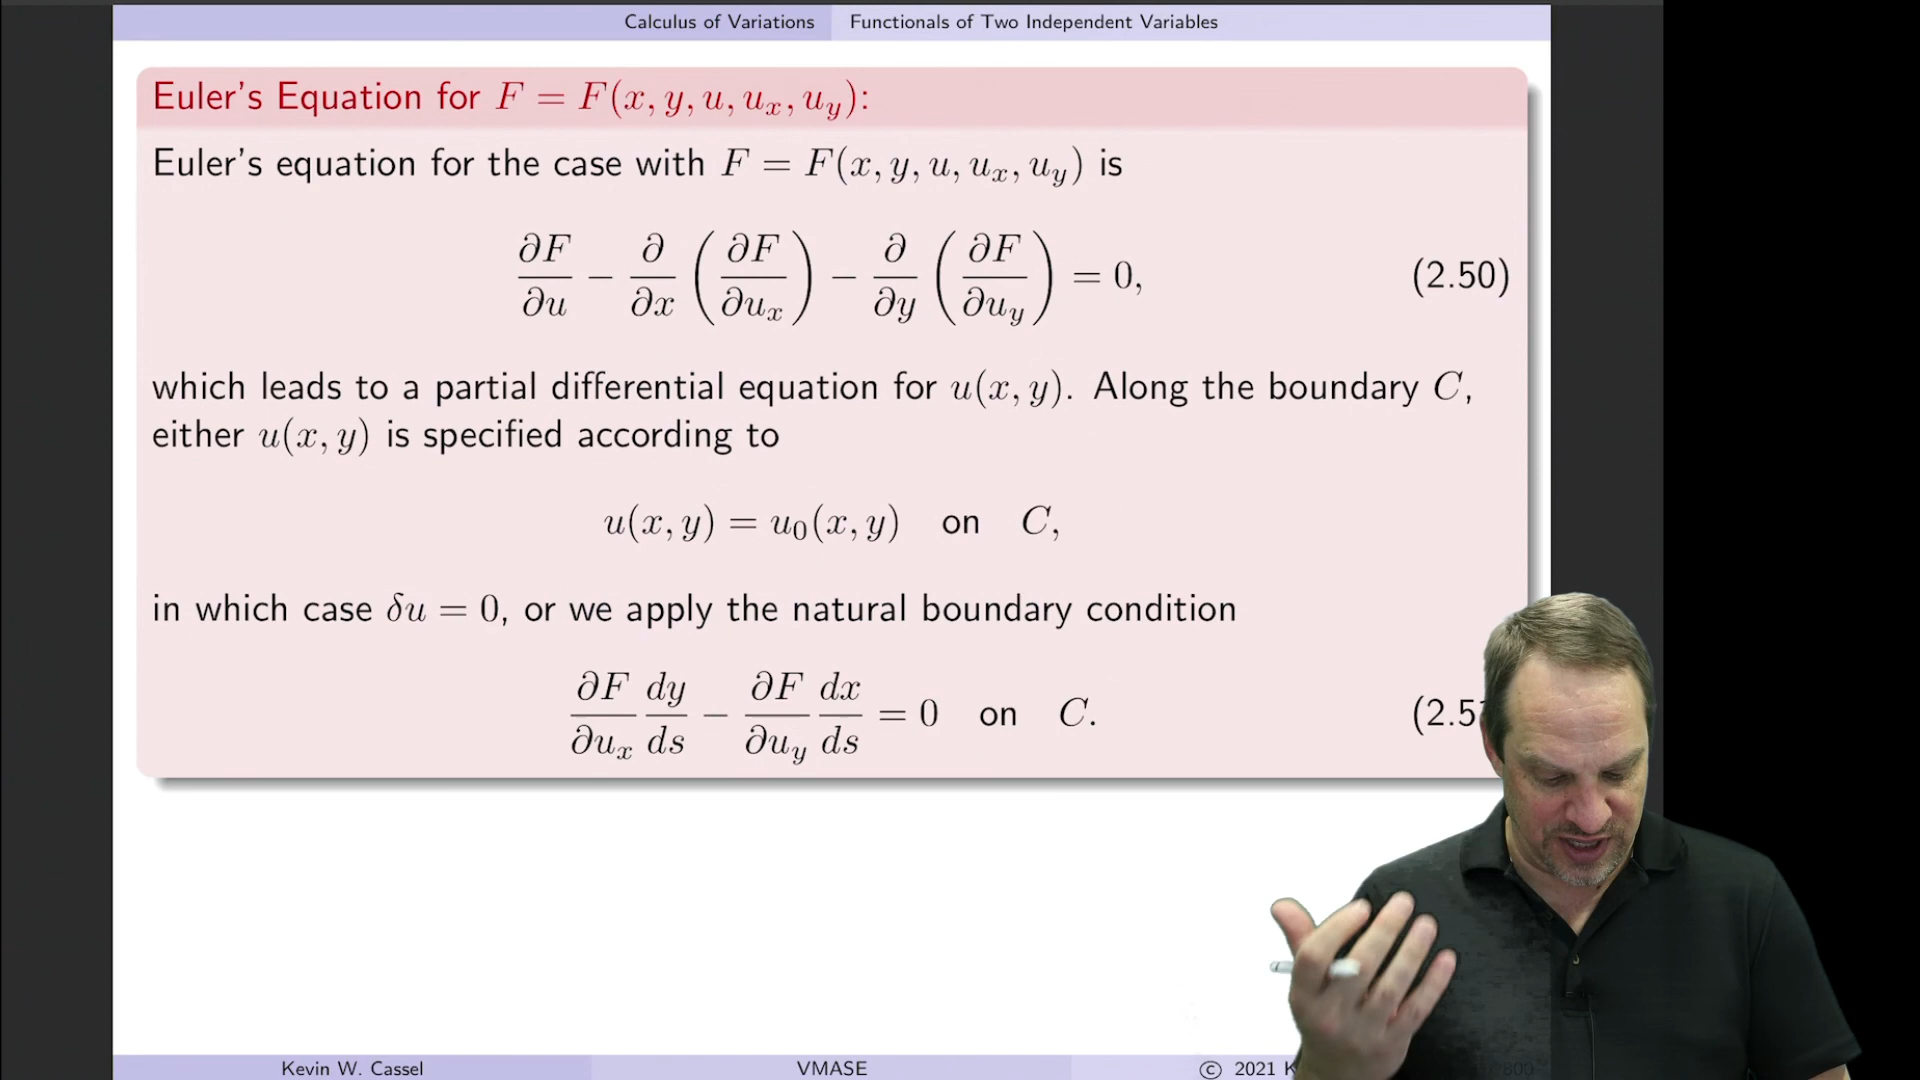 Calculus of Variations Functionals of Two Independent Variables
Euler's Equation for F = F(x, y, u, u_x, u_y):
Euler's equation for the case with F = F(x, y, u, u_x, u_y) is
∂F/∂u − ∂/∂x (∂F/∂u_x) − ∂/∂y (∂F/∂u_y) = 0, (2.50)
which leads to a partial differential equation for u(x, y). Along the boundary C,
either u(x, y) is specified according to
u(x, y) = u_0(x, y) on C,
in which case δu = 0, or we apply the natural boundary condition
∂F/∂u_x dy/ds − ∂F/∂u_y dx/ds = 0 on C. (2.5
Kevin W. Cassel VMASE © 2021 K